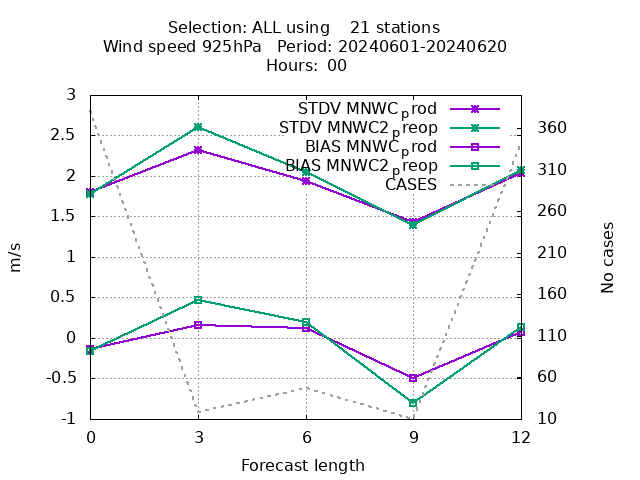 Selection: ALL using    21 stations
Wind speed 925hPa   Period: 20240601-20240620
Hours: 00
STDV MNWC_prod
STDV MNWC2_preop
BIAS MNWC_prod
BIAS MNWC2_preop
CASES
3
2.5
2
1.5
1
0.5
0
-0.5
-1
360
310
260
210
160
110
60
10
m/s
No cases
0 3 6 9 12
Forecast length